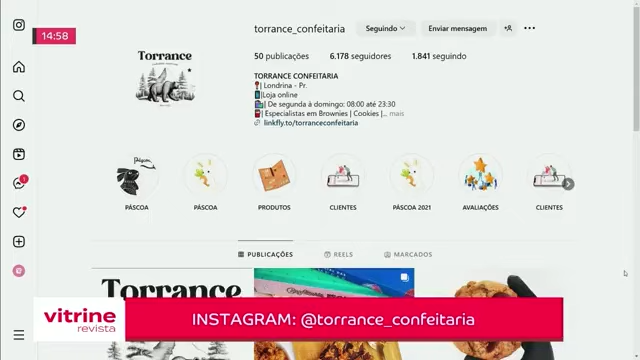 14:58
torrance_confeitaria
Seguindo
Enviar mensagem
50 publicações
6.178 seguidores
1.841 seguindo
Torrance
TORRANCE CONFEITARIA
| Londrina - Pr.
| Loja online
| De segunda à domingo: 08:00 até 23:30
| Especialistas em Brownies | Cookies |... mais
linkfly.to/torranceconfeitaria
Páscoa
PÁSCOA
PÁSCOA
PRODUTOS
CLIENTES
PÁSCOA 2021
AVALIAÇÕES
CLIENTES
PUBLICAÇÕES
REELS
MARCADOS
Torrance
vitrine
revista
INSTAGRAM: @torrance_confeitaria